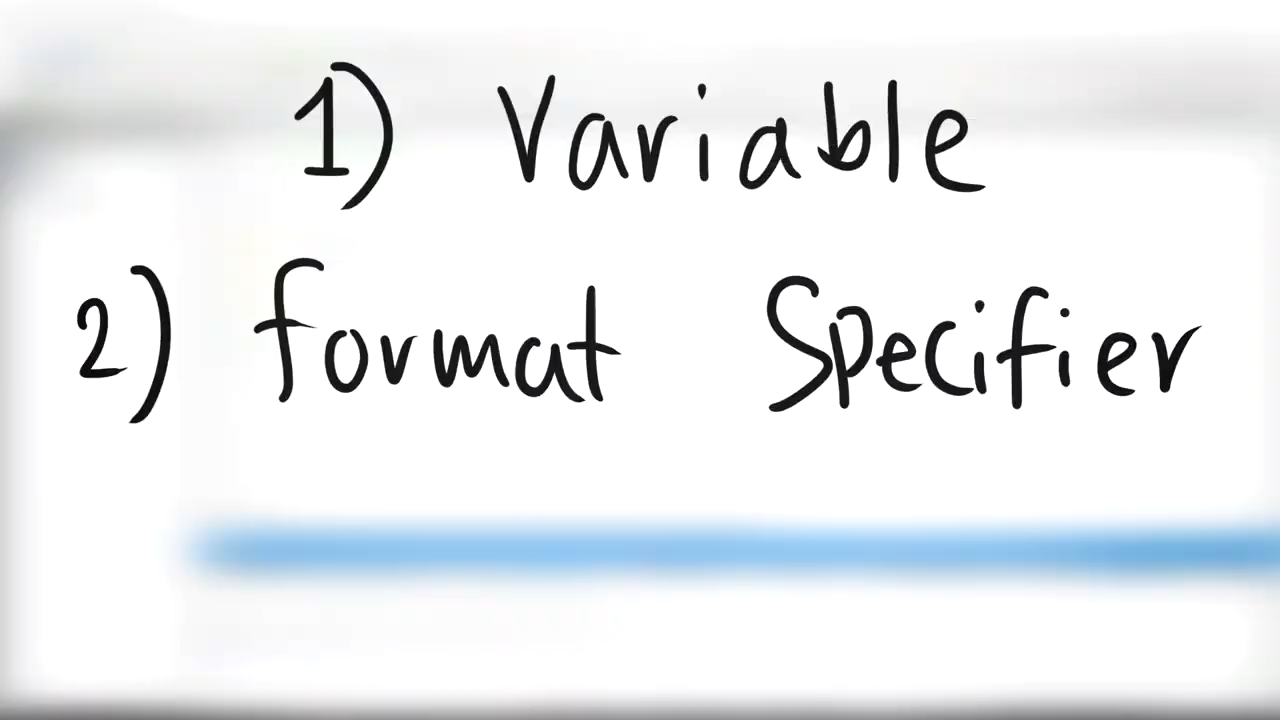 1) Variable
2) format Specifier